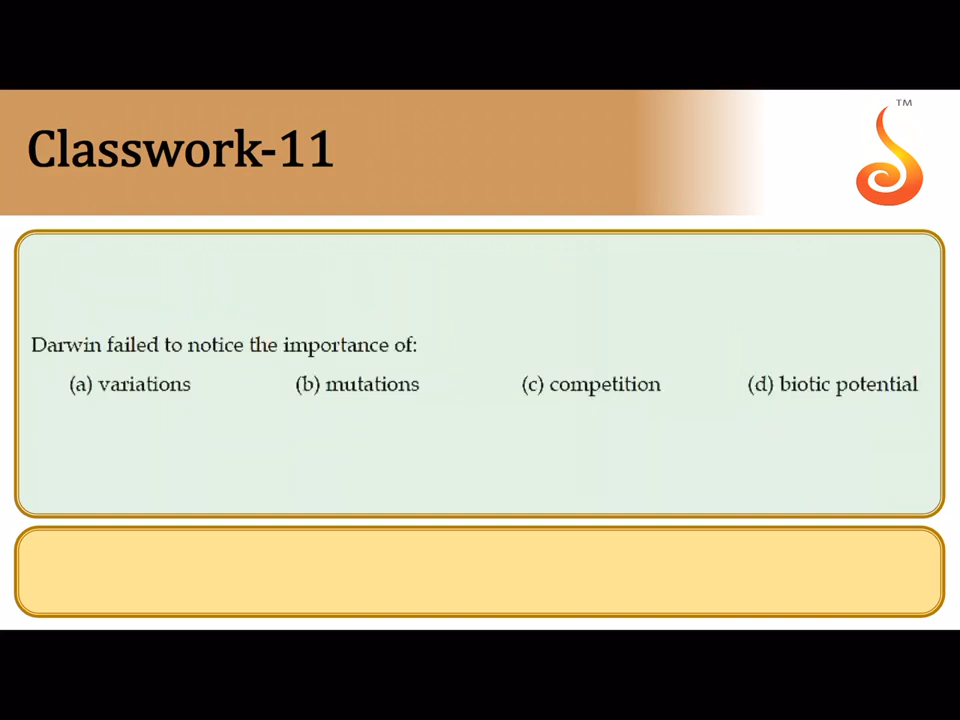 TM
Classwork-11
Darwin failed to notice the importance of:
(a) variations (b) mutations (c) competition (d) biotic potential